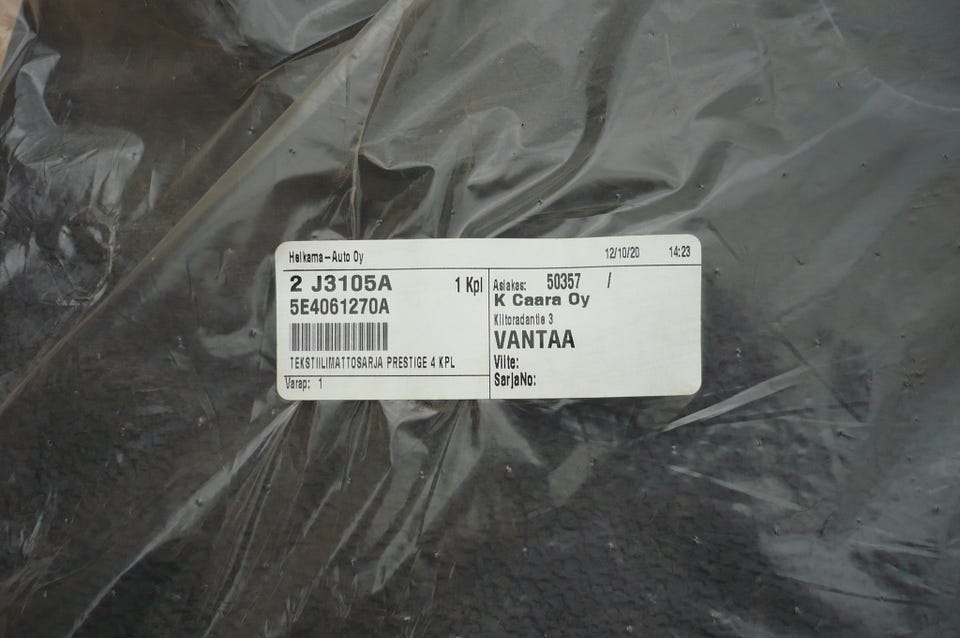 Helkama-Auto Oy 12/10/20 14:23
2 J3105A 1 Kpl
5E4061270A
TEKSTIILIMATTOSARJA PRESTIGE 4 KPL
Varap: 1
Asiakas: 50357 /
K Caara Oy
Kiitoradantie 3
VANTAA
Viite:
SarjaNo: